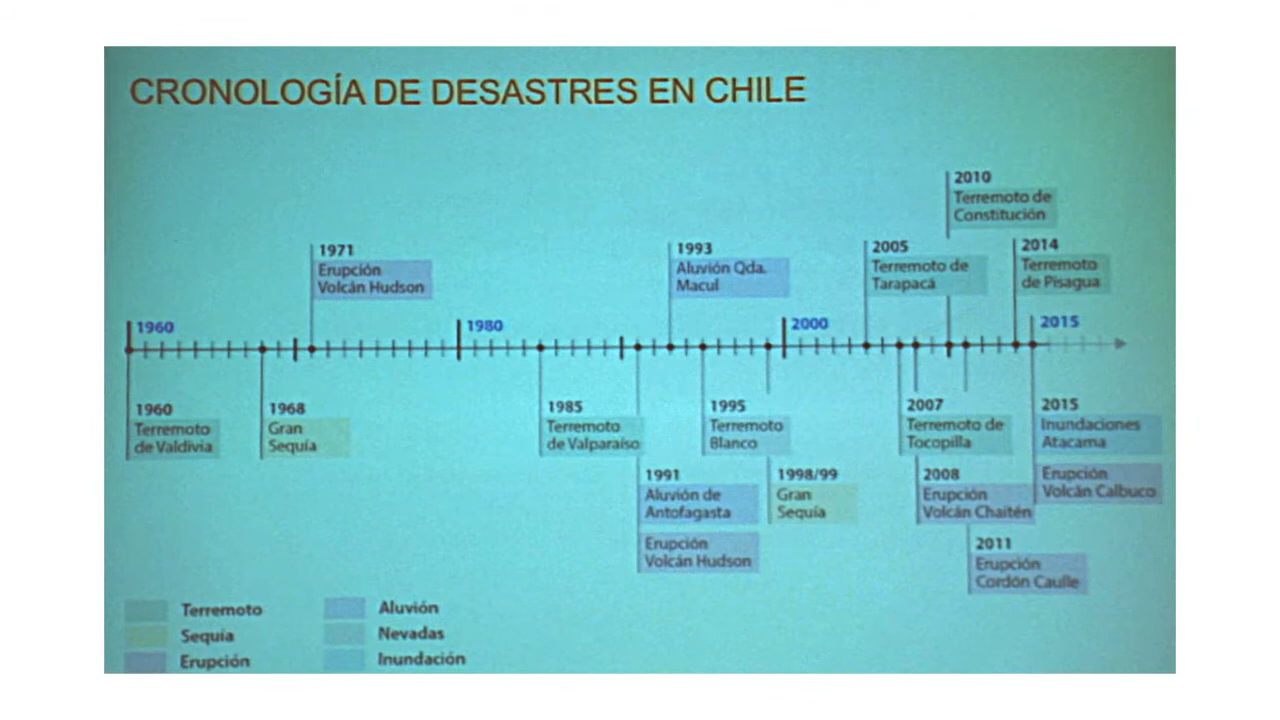 CRONOLOGÍA DE DESASTRES EN CHILE
2010
Terremoto de
Constitución
1971
Erupción
Volcán Hudson
1993
Aluvión Qda.
Macul
2005
Terremoto de
Tarapacá
2014
Terremoto
de Pisagua
1960
1980
2000
2015
1960
Terremoto
de Valdivia
1968
Gran
Sequía
1985
Terremoto
de Valparaíso
1995
Terremoto
Blanco
2007
Terremoto de
Tocopilla
2015
Inundaciones
Atacama
Erupción
Volcán Calbuco
1991
Aluvión de
Antofagasta
Erupción
Volcán Hudson
1998/99
Gran
Sequía
2008
Erupción
Volcán Chaitén
2011
Erupción
Cordón Caulle
Terremoto
Sequía
Erupción
Aluvión
Nevadas
Inundación